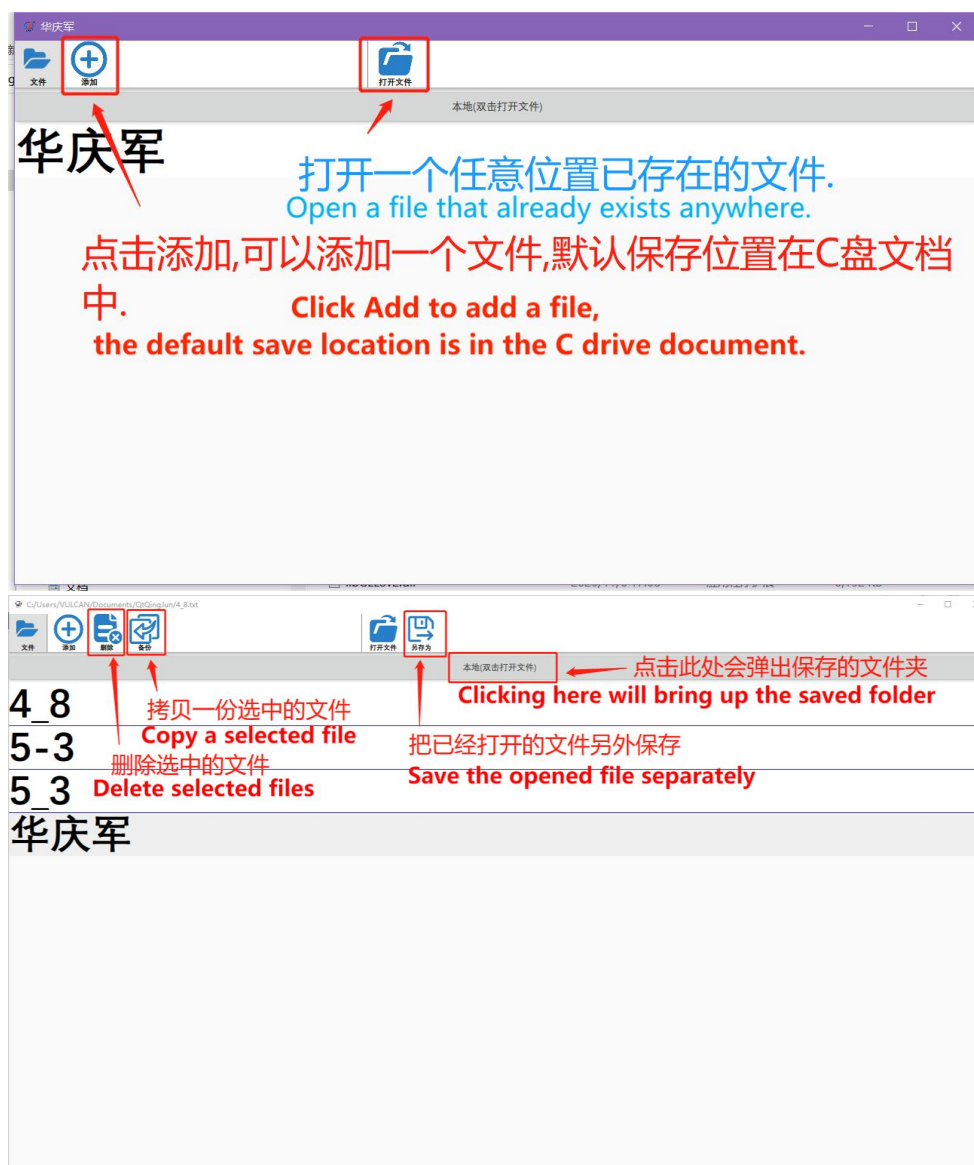 华庆军
文件
添加
打开文件
本地(双击打开文件)
华庆军
打开一个任意位置已存在的文件.
Open a file that already exists anywhere.
点击添加,可以添加一个文件,默认保存位置在C盘文档
中.
Click Add to add a file,
the default save location is in the C drive document.
C:/Users/VULCAN/Documents/QtQingJun/4_8.txt
文件
添加
删除
备份
打开文件
另存为
本地(双击打开文件)
点击此处会弹出保存的文件夹
Clicking here will bring up the saved folder
4_8
拷贝一份选中的文件
Copy a selected file
5-3
把已经打开的文件另外保存
删除选中的文件
Save the opened file separately
5_3
Delete selected files
华庆军